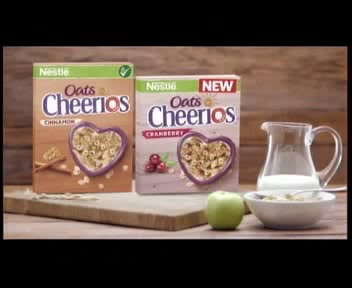 Nestle
Oats
Cheerios
CINNAMON
Nestle
NEW
Oats
Cheerios
CRANBERRY